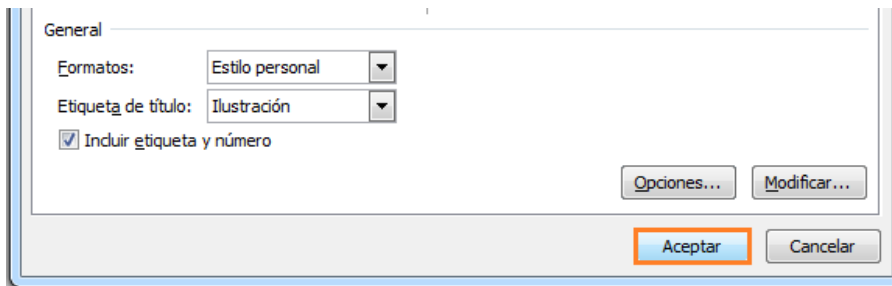 General
Formatos: Estilo personal
Etiqueta de título: Ilustración
Incluir etiqueta y número
Opciones... Modificar...
Aceptar Cancelar